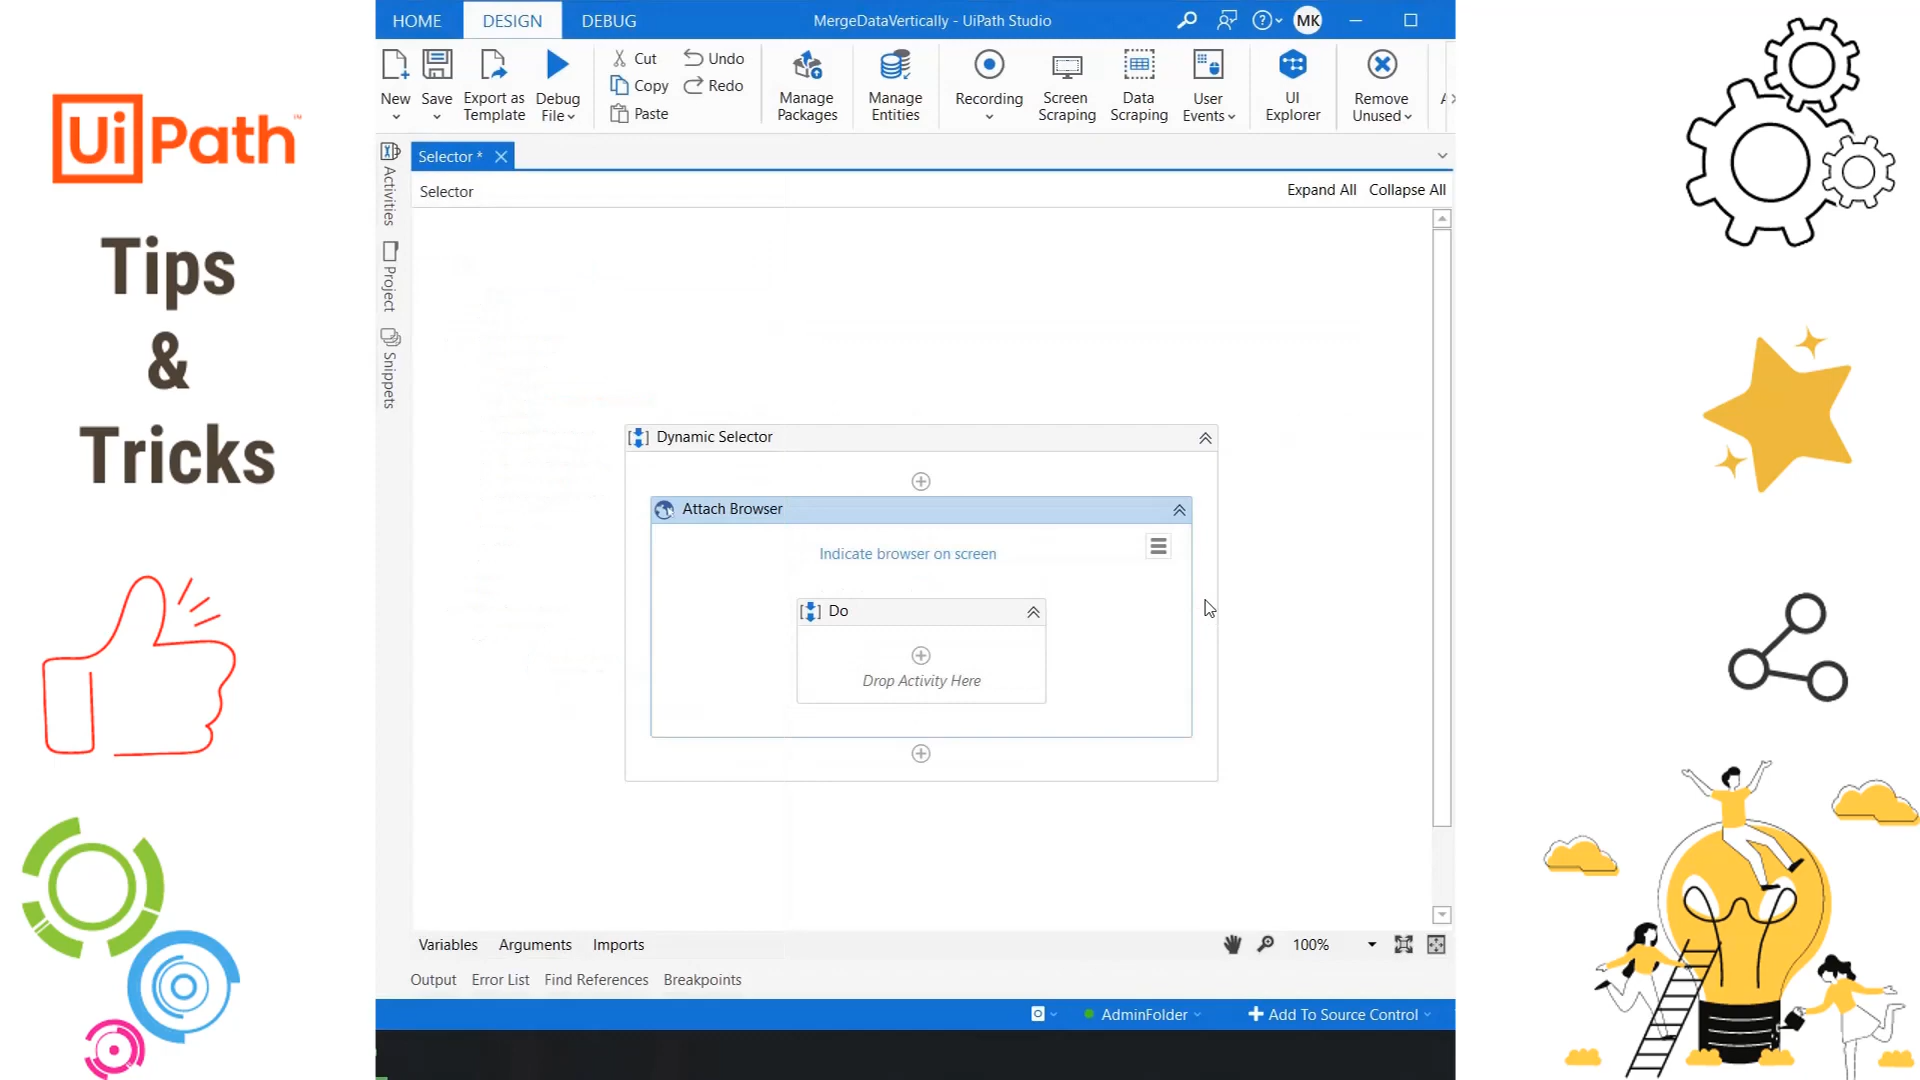 UiPath™
Tips
&
Tricks
HOME DESIGN DEBUG MergeDataVertically - UiPath Studio MK
New Save Export as Template Debug File
Cut Undo
Copy Redo
Paste
Manage Packages Manage Entities Recording Screen Scraping Data Scraping User Events UI Explorer Remove Unused
Selector *
Selector Expand All Collapse All
Activities
Project
Snippets
Dynamic Selector
Attach Browser
Indicate browser on screen
Do
Drop Activity Here
Variables Arguments Imports 100%
Output Error List Find References Breakpoints
AdminFolder Add To Source Control